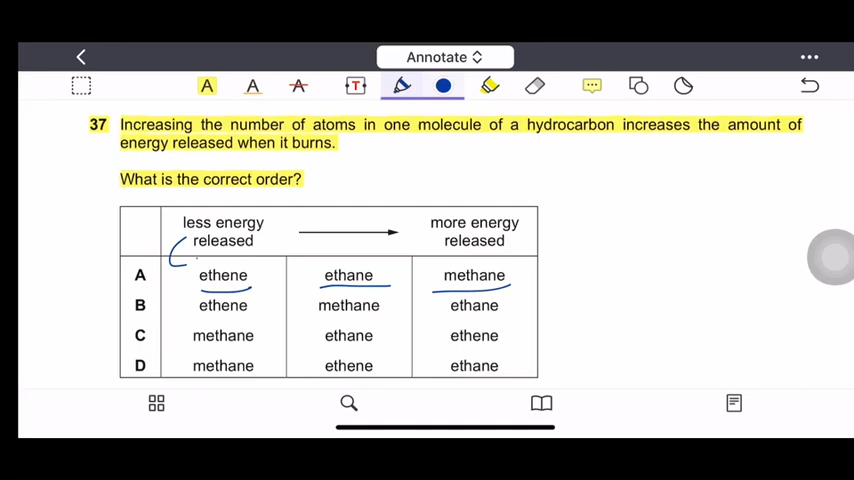 Annotate
A A A T
37 Increasing the number of atoms in one molecule of a hydrocarbon increases the amount of
energy released when it burns.
What is the correct order?
less energy released more energy released
A ethene ethane methane
B ethene methane ethane
C methane ethane ethene
D methane ethene ethane